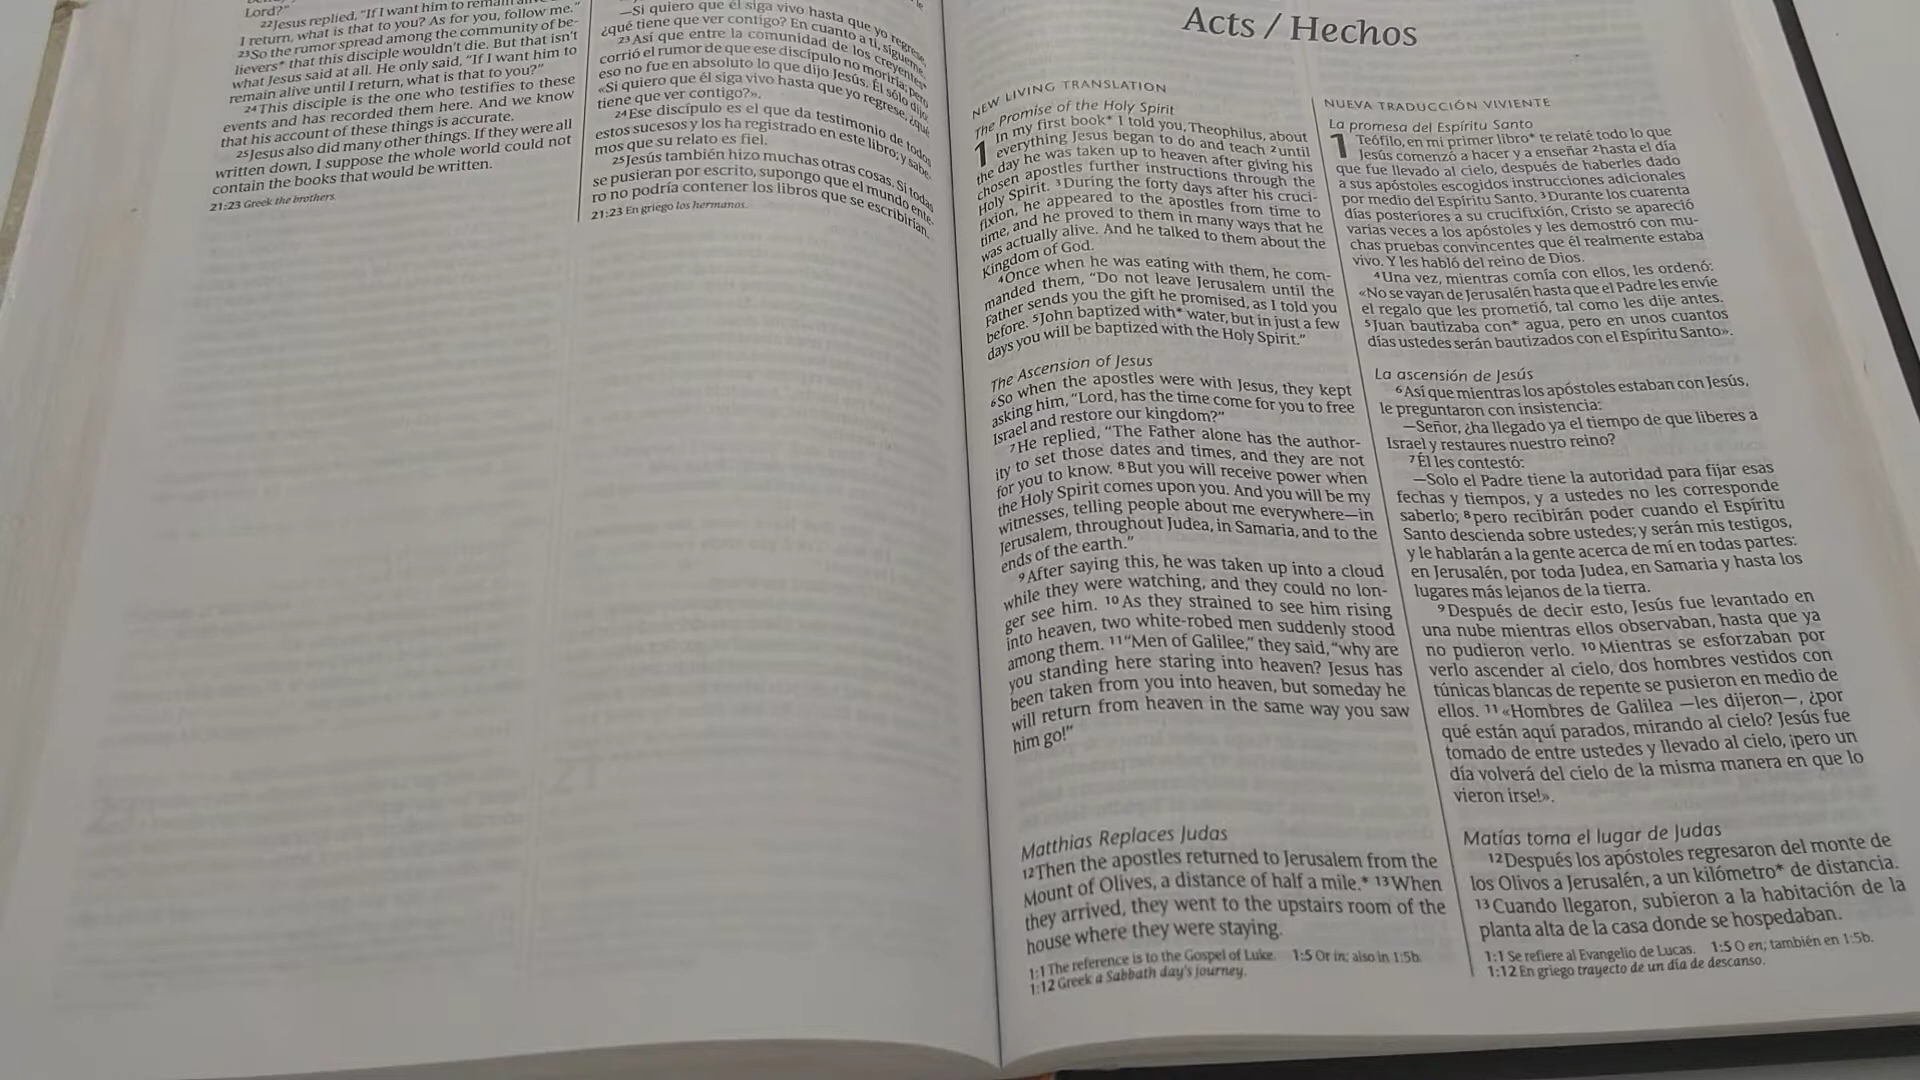 Lord?"
22Jesus replied, "If I want him to remain alive
I return, what is that to you? As for you, follow me."
23So the rumor spread among the community of be-
lievers* that this disciple wouldn't die. But that isn't
what Jesus said at all. He only said, "If I want him to
remain alive until I return, what is that to you?"
24This disciple is the one who testifies to these
events and has recorded them here. And we know
that his account of these things is accurate.
25Jesus also did many other things. If they were all
written down, I suppose the whole world could not
contain the books that would be written.
21:23 Greek the brothers.
—Si quiero que él siga vivo hasta que yo regrese,
¿qué tiene que ver contigo? En cuanto a ti, sígueme.
23Así que entre la comunidad de los creyentes*
corrió el rumor de que ese discípulo no moriría; pero
eso no fue en absoluto lo que dijo Jesús. Él sólo dijo:
«Si quiero que él siga vivo hasta que yo regrese, ¿qué
tiene que ver contigo?».
24Ese discípulo es el que da testimonio de todos
estos sucesos y los ha registrado en este libro; y sabe-
mos que su relato es fiel.
25Jesús también hizo muchas otras cosas. Si todas
se pusieran por escrito, supongo que el mundo ente-
ro no podría contener los libros que se escribirían.
21:23 En griego los hermanos.
Acts / Hechos
NEW LIVING TRANSLATION
The Promise of the Holy Spirit
1 In my first book* I told you, Theophilus, about
everything Jesus began to do and teach 2until
the day he was taken up to heaven after giving his
chosen apostles further instructions through the
Holy Spirit. 3During the forty days after his cruci-
fixion, he appeared to the apostles from time to
time, and he proved to them in many ways that he
was actually alive. And he talked to them about the
Kingdom of God.
4Once when he was eating with them, he com-
manded them, "Do not leave Jerusalem until the
Father sends you the gift he promised, as I told you
before. 5John baptized with* water, but in just a few
days you will be baptized with the Holy Spirit."
The Ascension of Jesus
6So when the apostles were with Jesus, they kept
asking him, "Lord, has the time come for you to free
Israel and restore our kingdom?"
7He replied, "The Father alone has the author-
ity to set those dates and times, and they are not
for you to know. 8But you will receive power when
the Holy Spirit comes upon you. And you will be my
witnesses, telling people about me everywhere—in
Jerusalem, throughout Judea, in Samaria, and to the
ends of the earth."
9After saying this, he was taken up into a cloud
while they were watching, and they could no lon-
ger see him. 10As they strained to see him rising
into heaven, two white-robed men suddenly stood
among them. 11"Men of Galilee," they said, "why are
you standing here staring into heaven? Jesus has
been taken from you into heaven, but someday he
will return from heaven in the same way you saw
him go!"
Matthias Replaces Judas
12Then the apostles returned to Jerusalem from the
Mount of Olives, a distance of half a mile.* 13When
they arrived, they went to the upstairs room of the
house where they were staying.
1:1 The reference is to the Gospel of Luke. 1:5 Or in; also in 1:5b.
1:12 Greek a Sabbath day's journey.
NUEVA TRADUCCIÓN VIVIENTE
La promesa del Espíritu Santo
1 Teófilo, en mi primer libro* te relaté todo lo que
Jesús comenzó a hacer y a enseñar 2hasta el día
que fue llevado al cielo, después de haberles dado
a sus apóstoles escogidos instrucciones adicionales
por medio del Espíritu Santo. 3Durante los cuarenta
días posteriores a su crucifixión, Cristo se apareció
varias veces a los apóstoles y les demostró con mu-
chas pruebas convincentes que él realmente estaba
vivo. Y les habló del reino de Dios.
4Una vez, mientras comía con ellos, les ordenó:
«No se vayan de Jerusalén hasta que el Padre les envíe
el regalo que les prometió, tal como les dije antes.
5Juan bautizaba con* agua, pero en unos cuantos
días ustedes serán bautizados con el Espíritu Santo».
La ascensión de Jesús
6Así que mientras los apóstoles estaban con Jesús,
le preguntaron con insistencia:
—Señor, ¿ha llegado ya el tiempo de que liberes a
Israel y restaures nuestro reino?
7Él les contestó:
—Solo el Padre tiene la autoridad para fijar esas
fechas y tiempos, y a ustedes no les corresponde
saberlo; 8pero recibirán poder cuando el Espíritu
Santo descienda sobre ustedes; y serán mis testigos,
y le hablarán a la gente acerca de mí en todas partes:
en Jerusalén, por toda Judea, en Samaria y hasta los
lugares más lejanos de la tierra.
9Después de decir esto, Jesús fue levantado en
una nube mientras ellos observaban, hasta que ya
no pudieron verlo. 10Mientras se esforzaban por
verlo ascender al cielo, dos hombres vestidos con
túnicas blancas de repente se pusieron en medio de
ellos. 11«Hombres de Galilea —les dijeron—, ¿por
qué están aquí parados, mirando al cielo? Jesús fue
tomado de entre ustedes y llevado al cielo, ¡pero un
día volverá del cielo de la misma manera en que lo
vieron irse!».
Matías toma el lugar de Judas
12Después los apóstoles regresaron del monte de
los Olivos a Jerusalén, a un kilómetro* de distancia.
13Cuando llegaron, subieron a la habitación de la
planta alta de la casa donde se hospedaban.
1:1 Se refiere al Evangelio de Lucas. 1:5 O en; también en 1:5b.
1:12 En griego trayecto de un día de descanso.